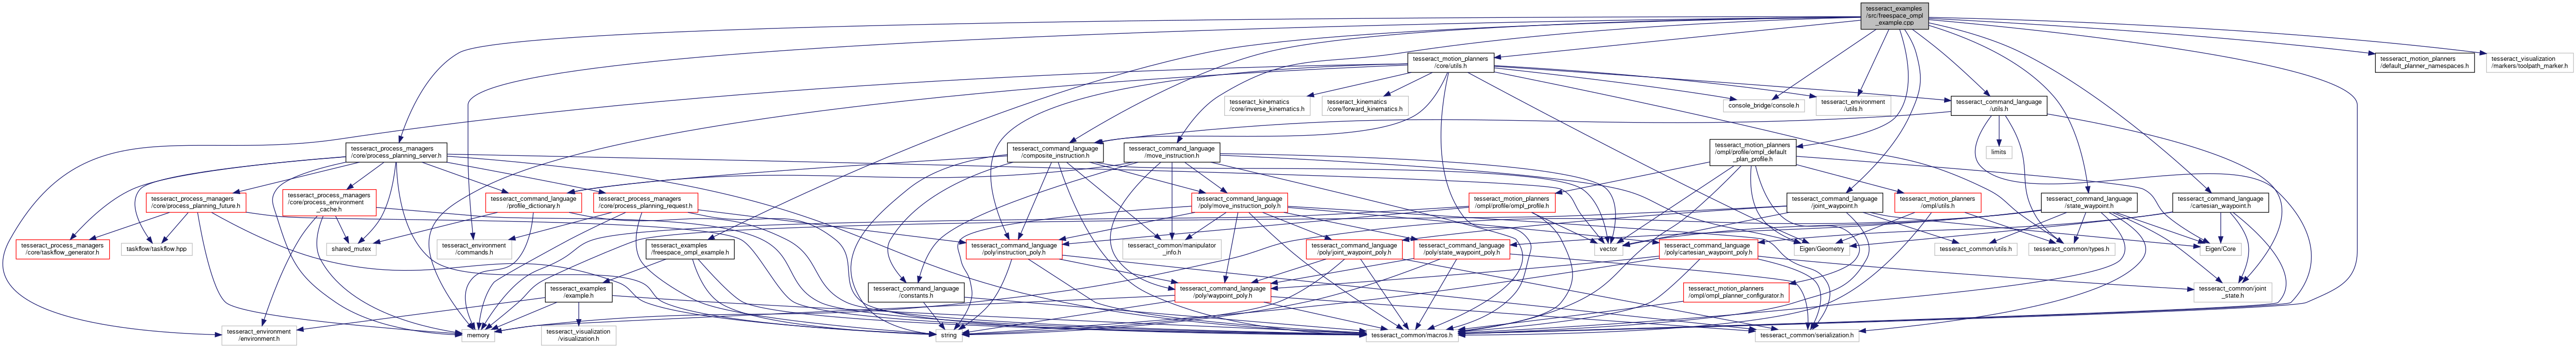 tesseract_examples
/src/freespace_ompl
_example.cpp
tesseract_motion_planners
/core/utils.h
tesseract_motion_planners
/default_planner_namespaces.h
tesseract_visualization
/markers/toolpath_marker.h
tesseract_kinematics
/core/inverse_kinematics.h
tesseract_kinematics
/core/forward_kinematics.h
console_bridge/console.h
tesseract_environment
/utils.h
tesseract_command_language
/utils.h
tesseract_process_managers
/core/process_planning_server.h
tesseract_command_language
/composite_instruction.h
tesseract_command_language
/move_instruction.h
tesseract_motion_planners
/ompl/profile/ompl_default
_plan_profile.h
limits
tesseract_process_managers
/core/process_planning_future.h
tesseract_process_managers
/core/process_environment
_cache.h
tesseract_command_language
/profile_dictionary.h
tesseract_process_managers
/core/process_planning_request.h
tesseract_command_language
/poly/move_instruction_poly.h
tesseract_motion_planners
/ompl/profile/ompl_profile.h
tesseract_command_language
/joint_waypoint.h
tesseract_motion_planners
/ompl/utils.h
tesseract_command_language
/state_waypoint.h
tesseract_command_language
/cartesian_waypoint.h
tesseract_process_managers
/core/taskflow_generator.h
taskflow/taskflow.hpp
shared_mutex
tesseract_environment
/commands.h
tesseract_examples
/freespace_ompl_example.h
tesseract_command_language
/poly/instruction_poly.h
tesseract_common/manipulator
_info.h
tesseract_command_language
/poly/joint_waypoint_poly.h
tesseract_command_language
/poly/state_waypoint_poly.h
vector
tesseract_command_language
/poly/cartesian_waypoint_poly.h
Eigen/Geometry
tesseract_common/utils.h
tesseract_common/types.h
Eigen/Core
tesseract_examples
/example.h
tesseract_command_language
/constants.h
tesseract_command_language
/poly/waypoint_poly.h
tesseract_motion_planners
/ompl/ompl_planner_configurator.h
tesseract_common/joint
_state.h
tesseract_environment
/environment.h
memory
tesseract_visualization
/visualization.h
string
tesseract_common/macros.h
tesseract_common/serialization.h